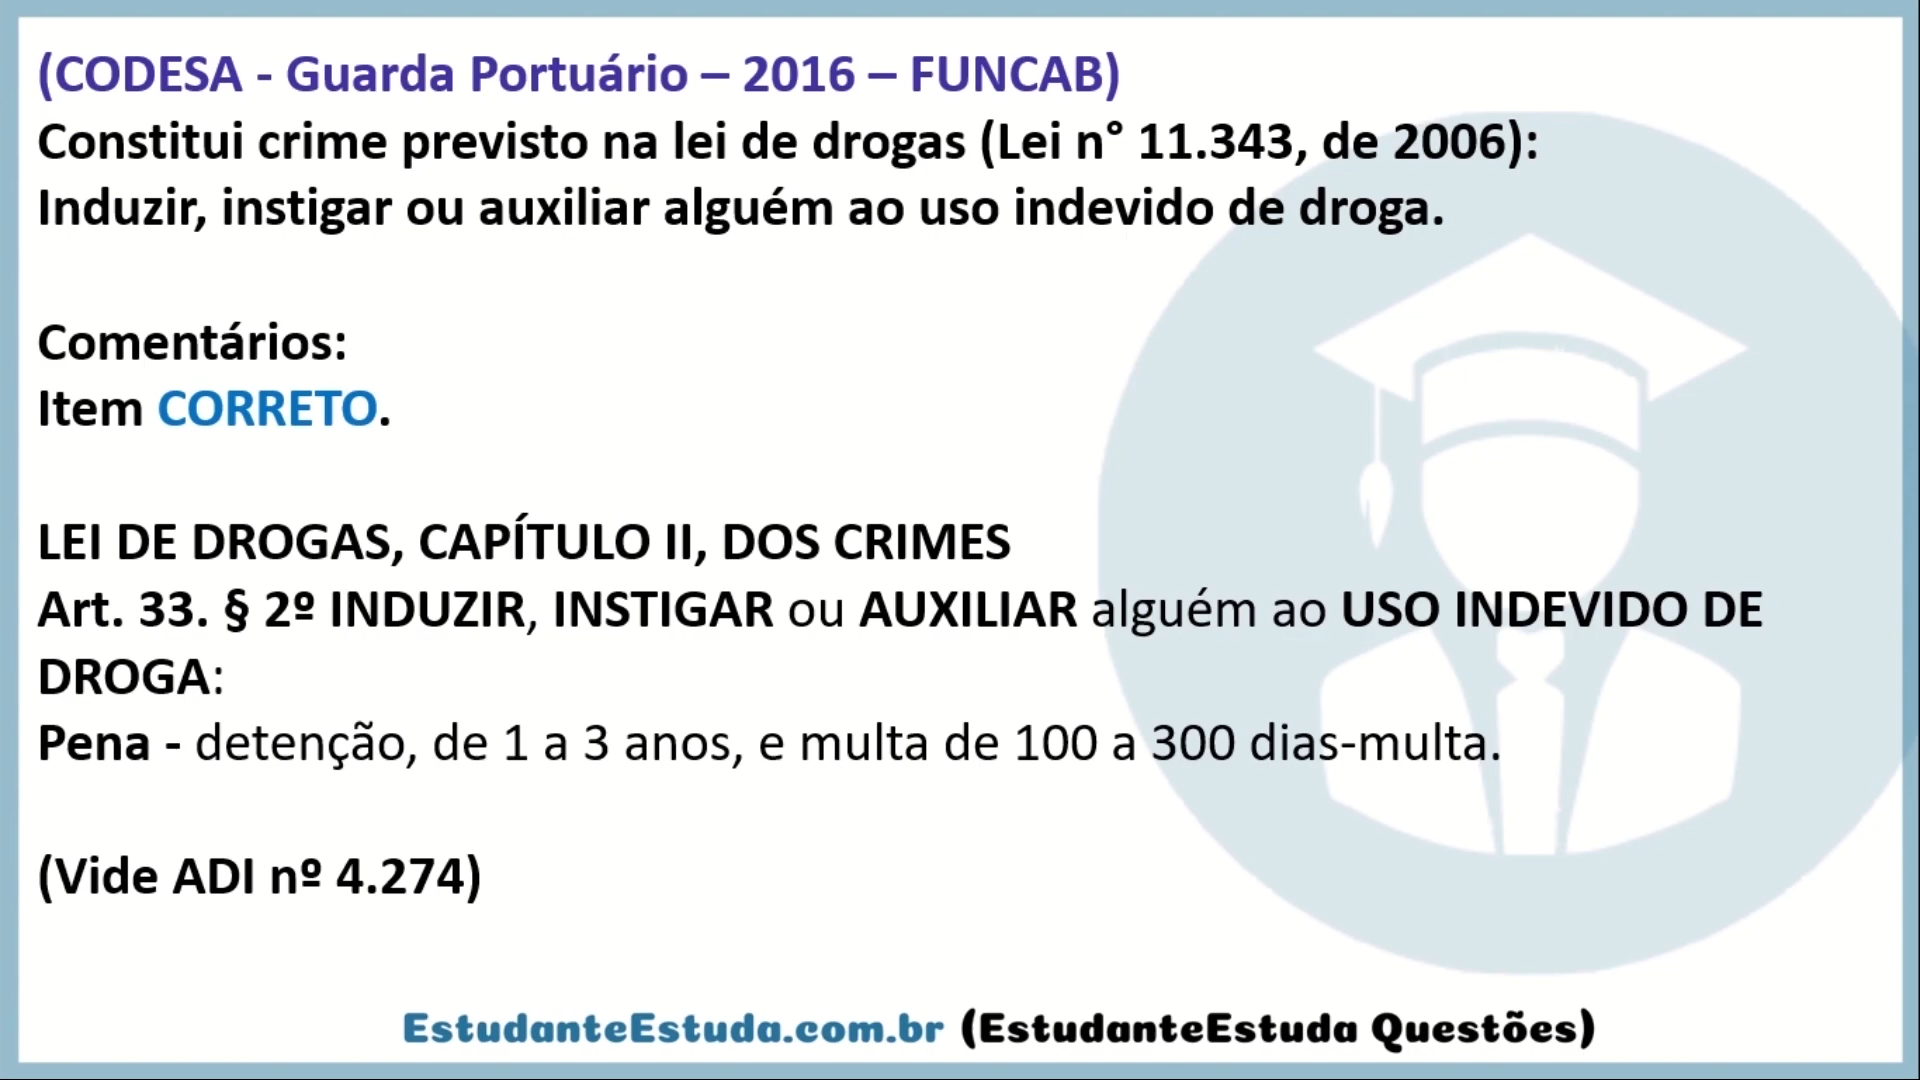 (CODESA - Guarda Portuário – 2016 – FUNCAB)
Constitui crime previsto na lei de drogas (Lei n° 11.343, de 2006):
Induzir, instigar ou auxiliar alguém ao uso indevido de droga.
Comentários:
Item CORRETO.
LEI DE DROGAS, CAPÍTULO II, DOS CRIMES
Art. 33. § 2º INDUZIR, INSTIGAR ou AUXILIAR alguém ao USO INDEVIDO DE
DROGA:
Pena - detenção, de 1 a 3 anos, e multa de 100 a 300 dias-multa.
(Vide ADI nº 4.274)
EstudanteEstuda.com.br (EstudanteEstuda Questões)